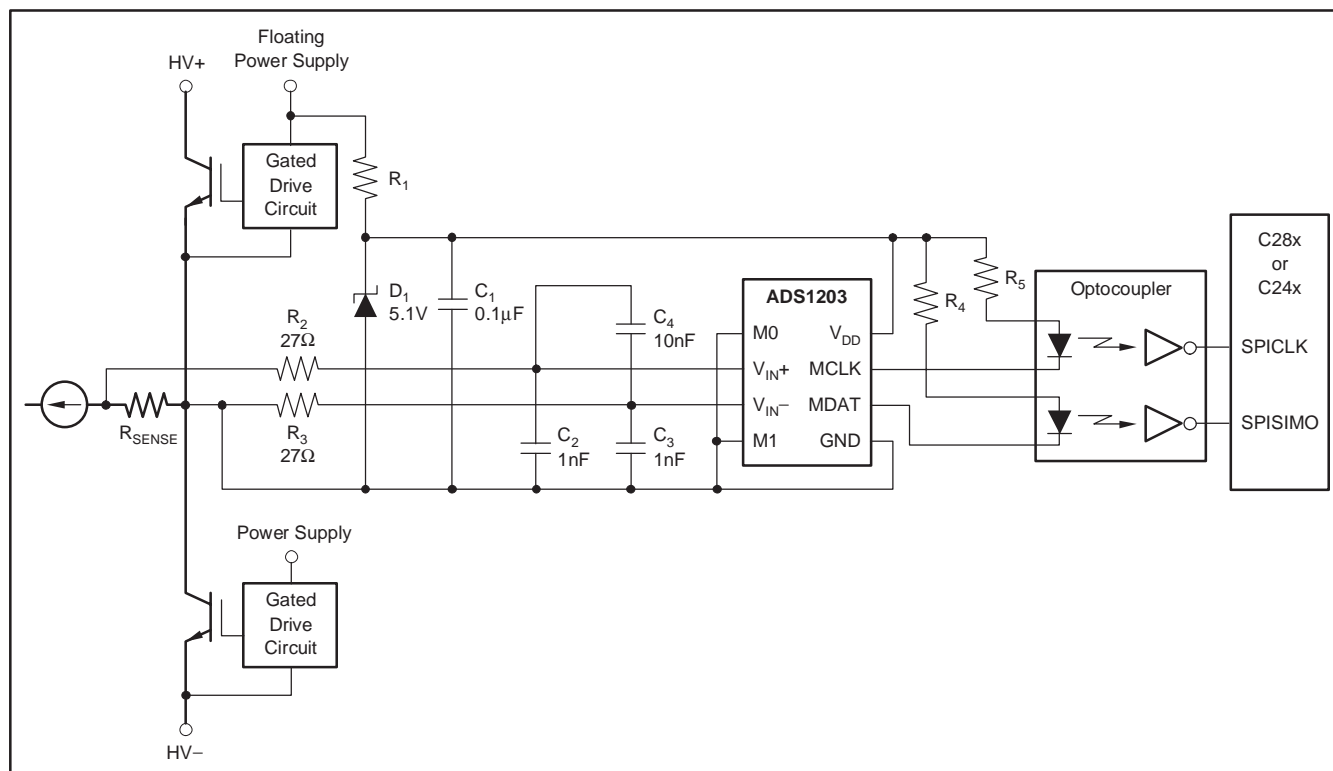 Floating
Power Supply
HV+
Gated
Drive
Circuit
R1
D1
5.1V
C1
0.1µF
R2
27Ω
C4
10nF
RSENSE
R3
27Ω
C2
1nF
C3
1nF
ADS1203
M0
VDD
VIN+
MCLK
VIN−
MDAT
M1
GND
R4
R5
Optocoupler
C28x
or
C24x
SPICLK
SPISIMO
Power Supply
Gated
Drive
Circuit
HV−